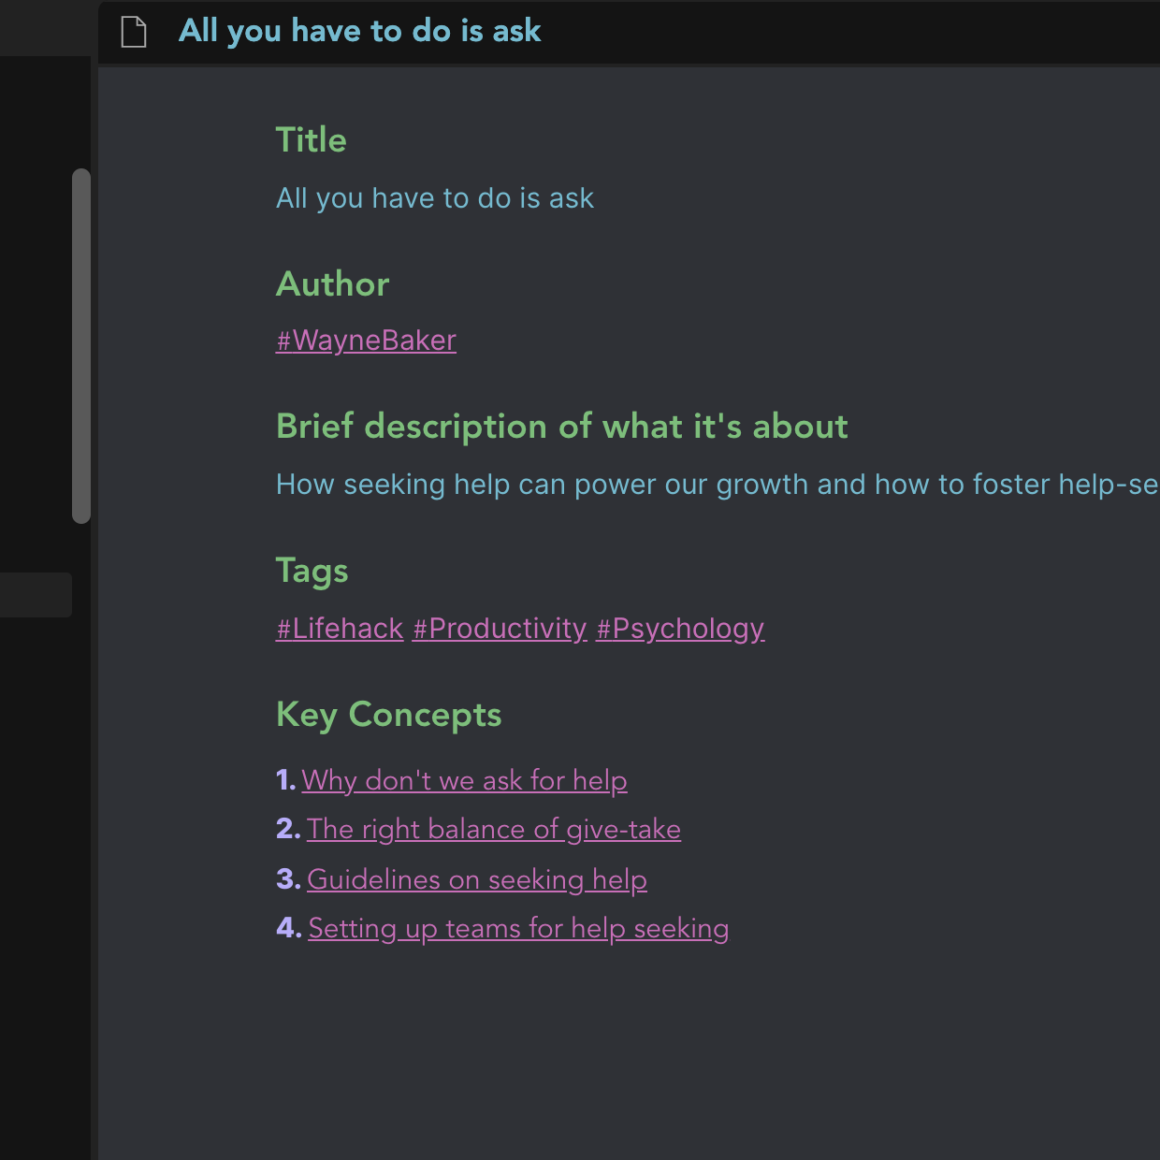 All you have to do is ask
Title
All you have to do is ask
Author
#WayneBaker
Brief description of what it's about
How seeking help can power our growth and how to foster help-se
Tags
#Lifehack #Productivity #Psychology
Key Concepts
1. Why don't we ask for help
2. The right balance of give-take
3. Guidelines on seeking help
4. Setting up teams for help seeking